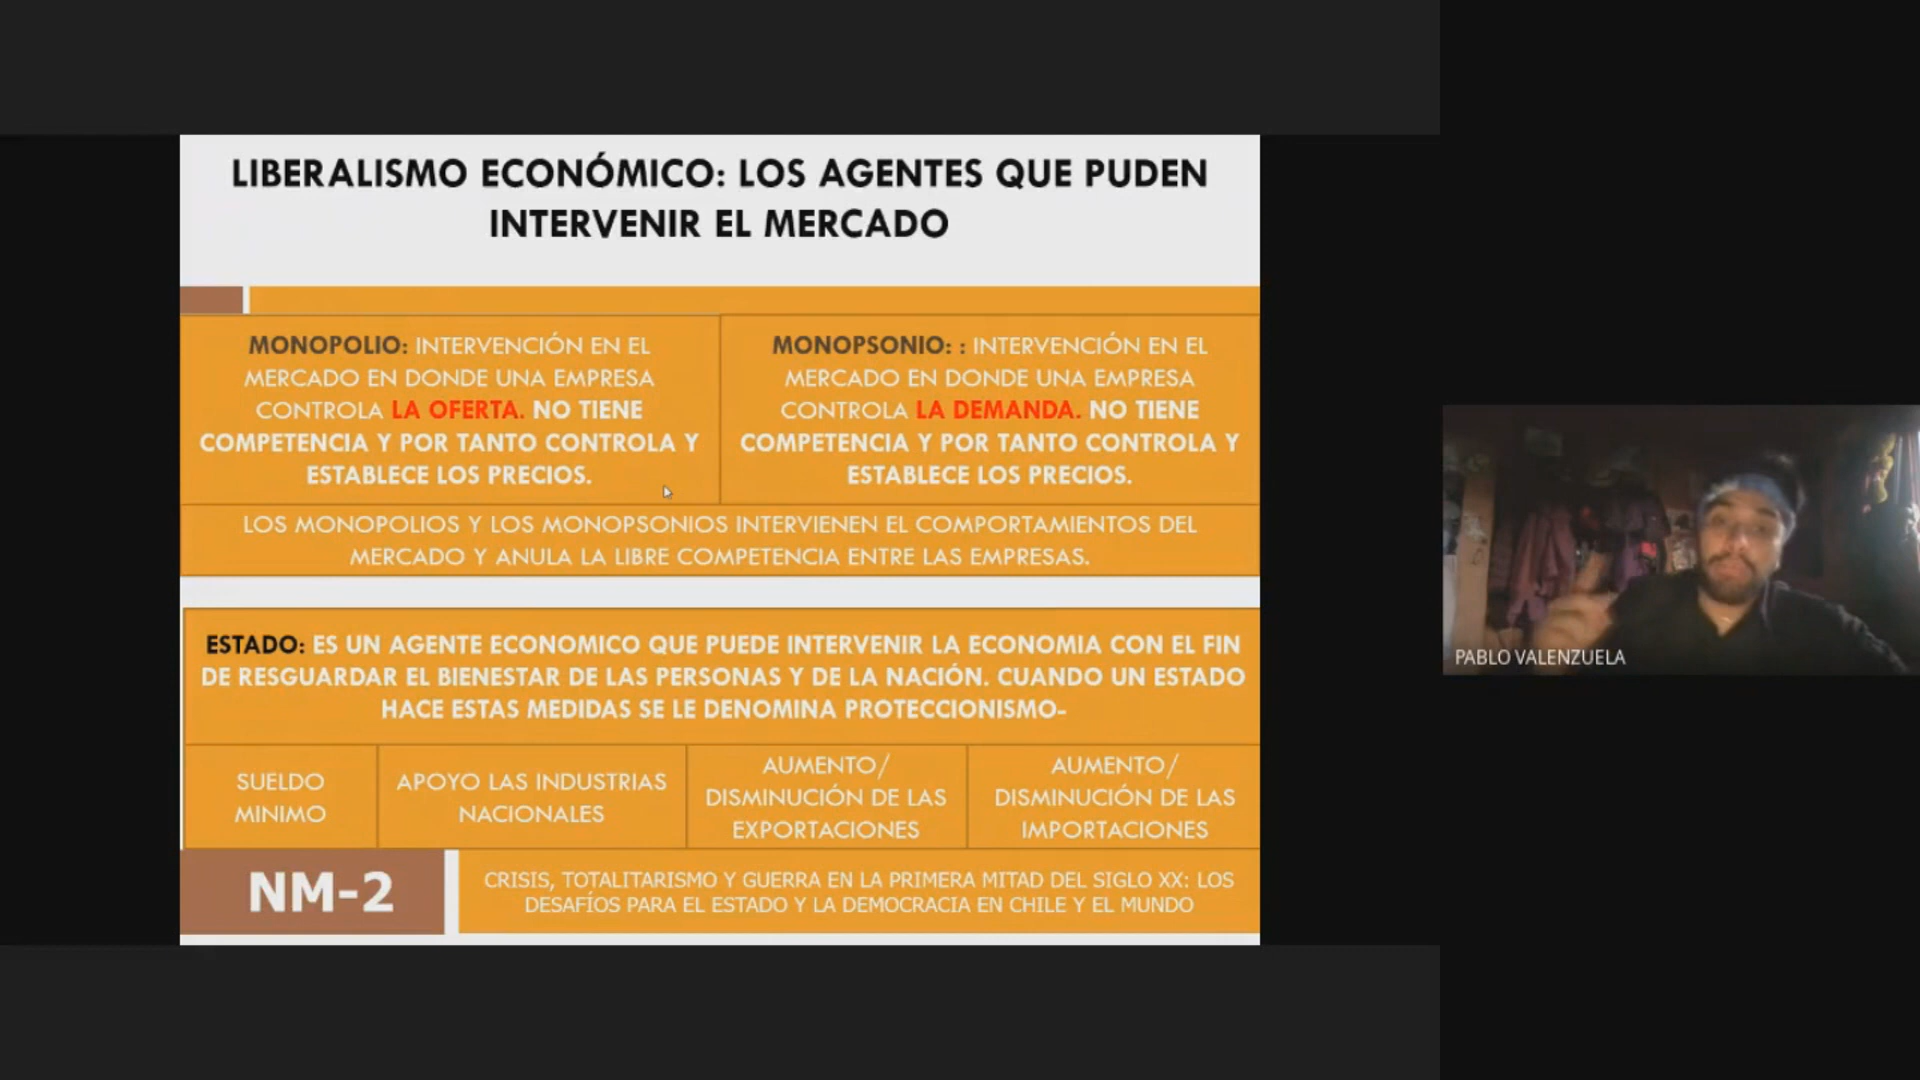 LIBERALISMO ECONÓMICO: LOS AGENTES QUE PUDEN
INTERVENIR EL MERCADO
MONOPOLIO: INTERVENCIÓN EN EL
MERCADO EN DONDE UNA EMPRESA
CONTROLA LA OFERTA. NO TIENE
COMPETENCIA Y POR TANTO CONTROLA Y
ESTABLECE LOS PRECIOS.
MONOPSONIO: : INTERVENCIÓN EN EL
MERCADO EN DONDE UNA EMPRESA
CONTROLA LA DEMANDA. NO TIENE
COMPETENCIA Y POR TANTO CONTROLA Y
ESTABLECE LOS PRECIOS.
LOS MONOPOLIOS Y LOS MONOPSONIOS INTERVIENEN EL COMPORTAMIENTOS DEL
MERCADO Y ANULA LA LIBRE COMPETENCIA ENTRE LAS EMPRESAS.
ESTADO: ES UN AGENTE ECONOMICO QUE PUEDE INTERVENIR LA ECONOMIA CON EL FIN
DE RESGUARDAR EL BIENESTAR DE LAS PERSONAS Y DE LA NACIÓN. CUANDO UN ESTADO
HACE ESTAS MEDIDAS SE LE DENOMINA PROTECCIONISMO-
SUELDO
MINIMO
APOYO LAS INDUSTRIAS
NACIONALES
AUMENTO/
DISMINUCIÓN DE LAS
EXPORTACIONES
AUMENTO/
DISMINUCIÓN DE LAS
IMPORTACIONES
NM-2
CRISIS, TOTALITARISMO Y GUERRA EN LA PRIMERA MITAD DEL SIGLO XX: LOS
DESAFÍOS PARA EL ESTADO Y LA DEMOCRACIA EN CHILE Y EL MUNDO
PABLO VALENZUELA